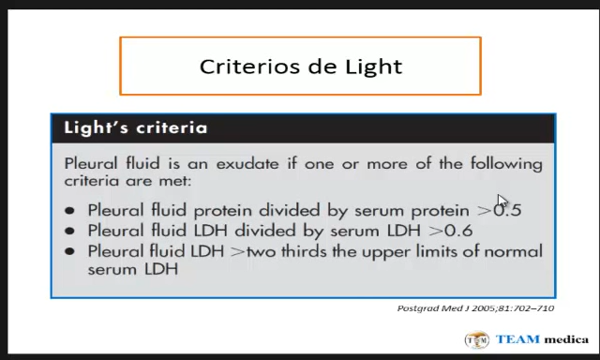 Criterios de Light
Light's criteria
Pleural fluid is an exudate if one or more of the following
criteria are met:
● Pleural fluid protein divided by serum protein >0.5
● Pleural fluid LDH divided by serum LDH >0.6
● Pleural fluid LDH >two thirds the upper limits of normal
serum LDH
Postgrad Med J 2005;81:702–710
TEAM medica